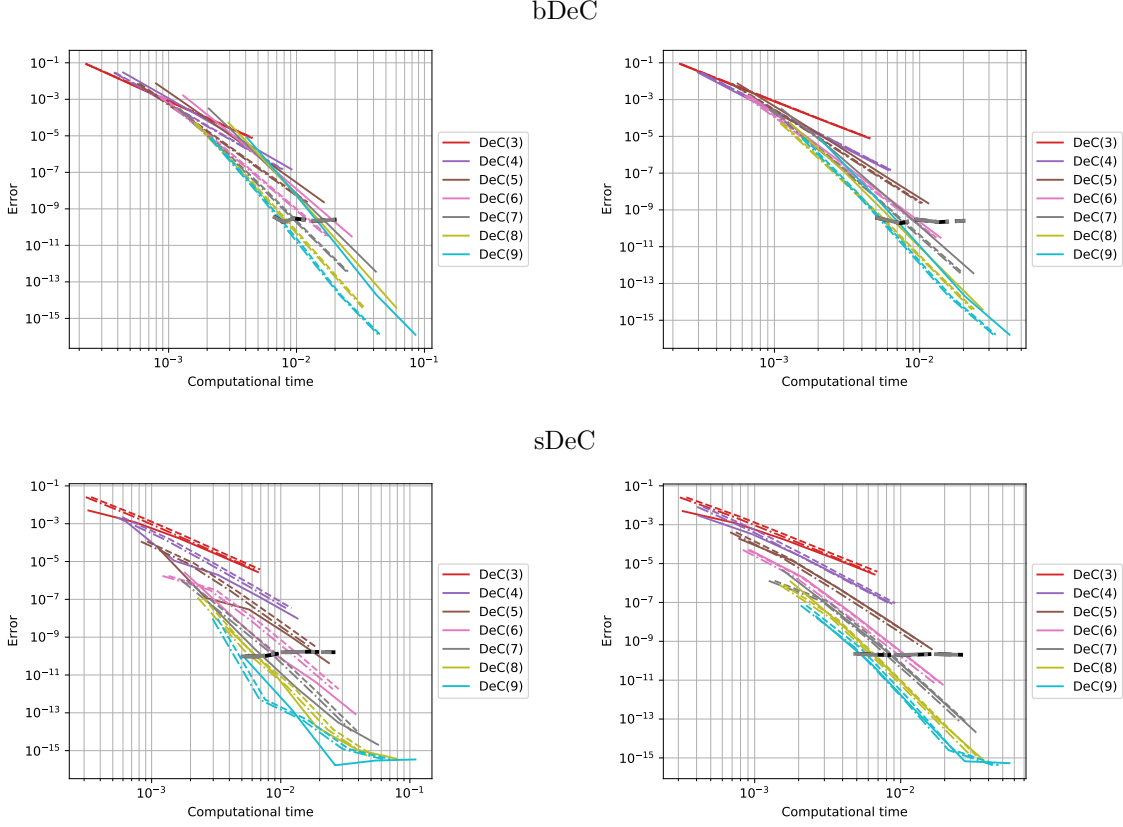 bDeC
10⁻¹
10⁻³
10⁻⁵
10⁻⁷
10⁻⁹
10⁻¹¹
10⁻¹³
10⁻¹⁵
Error
10⁻³ 10⁻² 10⁻¹
Computational time
DeC(3)
DeC(4)
DeC(5)
DeC(6)
DeC(7)
DeC(8)
DeC(9)
10⁻¹
10⁻³
10⁻⁵
10⁻⁷
10⁻⁹
10⁻¹¹
10⁻¹³
10⁻¹⁵
Error
10⁻³ 10⁻²
Computational time
DeC(3)
DeC(4)
DeC(5)
DeC(6)
DeC(7)
DeC(8)
DeC(9)
sDeC
10⁻¹
10⁻³
10⁻⁵
10⁻⁷
10⁻⁹
10⁻¹¹
10⁻¹³
10⁻¹⁵
Error
10⁻³ 10⁻² 10⁻¹
Computational time
DeC(3)
DeC(4)
DeC(5)
DeC(6)
DeC(7)
DeC(8)
DeC(9)
10⁻¹
10⁻³
10⁻⁵
10⁻⁷
10⁻⁹
10⁻¹¹
10⁻¹³
10⁻¹⁵
Error
10⁻³ 10⁻²
Computational time
DeC(3)
DeC(4)
DeC(5)
DeC(6)
DeC(7)
DeC(8)
DeC(9)